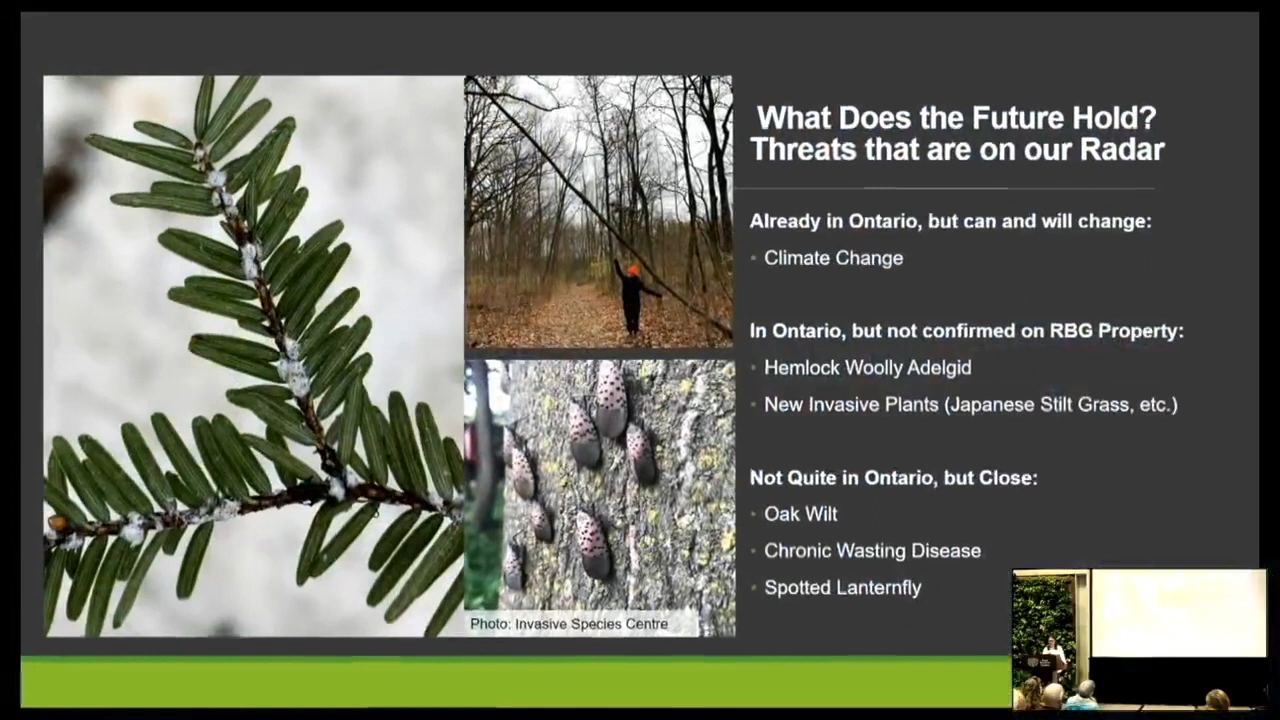 What Does the Future Hold?
Threats that are on our Radar
Already in Ontario, but can and will change:
• Climate Change
In Ontario, but not confirmed on RBG Property:
• Hemlock Woolly Adelgid
• New Invasive Plants (Japanese Stilt Grass, etc.)
Not Quite in Ontario, but Close:
• Oak Wilt
• Chronic Wasting Disease
• Spotted Lanternfly
Photo: Invasive Species Centre